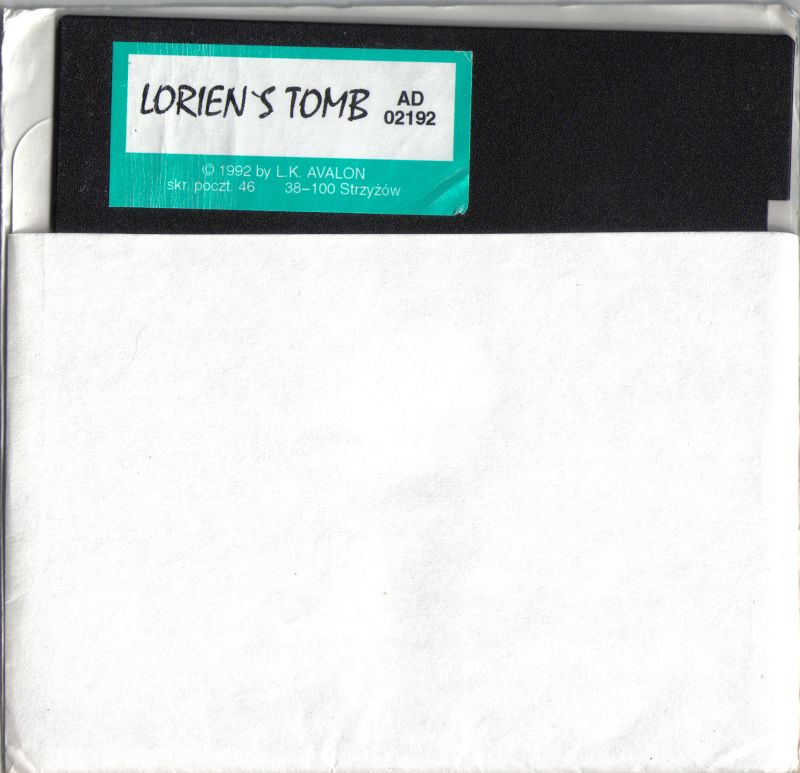 LORIEN`S TOMB
AD
02192
© 1992 by L.K. AVALON
skr. poczt. 46 38–100 Strzyżów